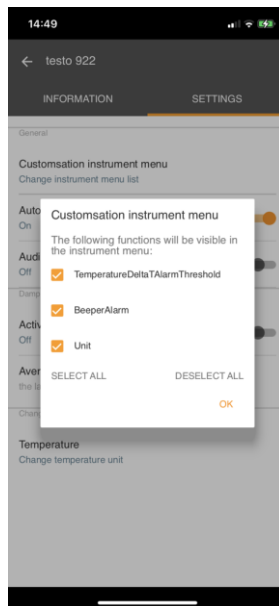 14:49
testo 922
INFORMATION
SETTINGS
General
Customsation instrument menu
Change instrument menu list
Auto
On
Audi
Off
Customsation instrument menu
The following functions will be visible in
the instrument menu:
TemperatureDeltaTAlarmThreshold
BeeperAlarm
Unit
SELECT ALL
DESELECT ALL
OK
Damp
Activ
Off
Aver
the la
Chang
Temperature
Change temperature unit